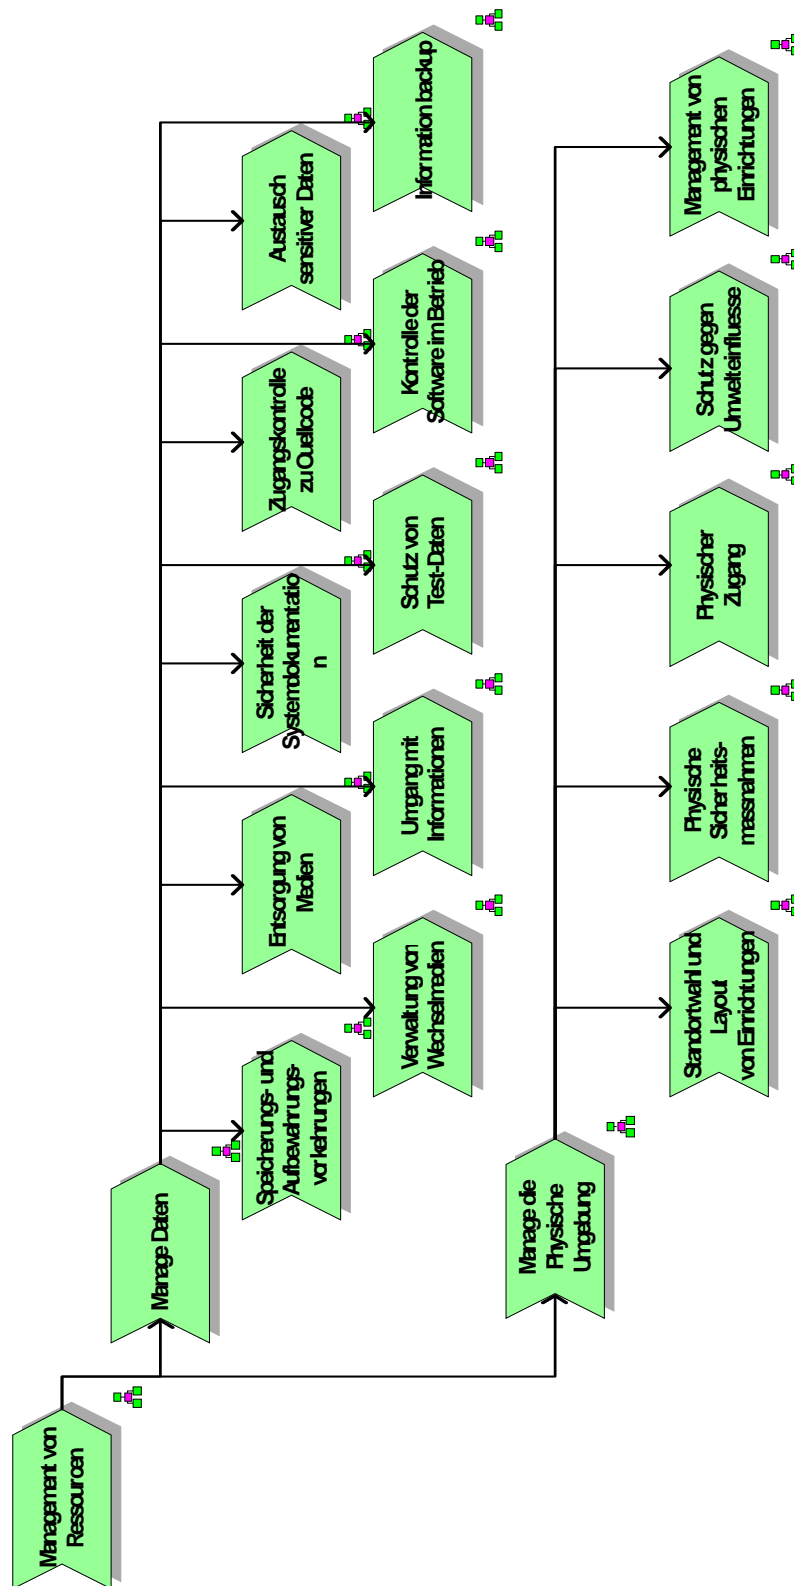 Management von
Ressourcen
Manage Daten
Speicherungs- und
Aufbewahrungs-
vorkehrungen
Verwaltung von
Wechselmedien
Entsorgung von
Medien
Umgang mit
Informationen
Sicherheit der
Systemdokumentatio
n
Schutz von
Test-Daten
Zugangskontrolle
zu Quellcode
Kontrolle der
Software im Betrieb
Austausch
sensitiver Daten
Information backup
Manage die
Physische
Umgebung
Standortwahl und
Layout
von Einrichtungen
Physische
Sicherheits-
massnahmen
Physischer
Zugang
Schutz gegen
Umwelteinflüsse
Management von
physischen
Einrichtungen